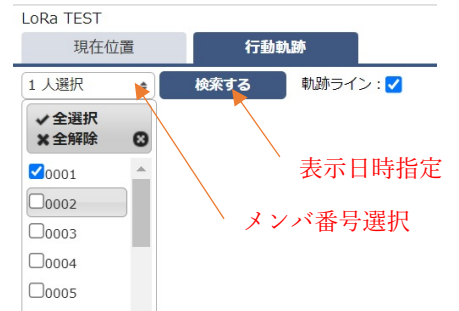 LoRa TEST
現在位置 行動軌跡
1 人選択 検索する 軌跡ライン：
全選択
全解除
0001
0002
0003
0004
0005
表示日時指定
メンバ番号選択